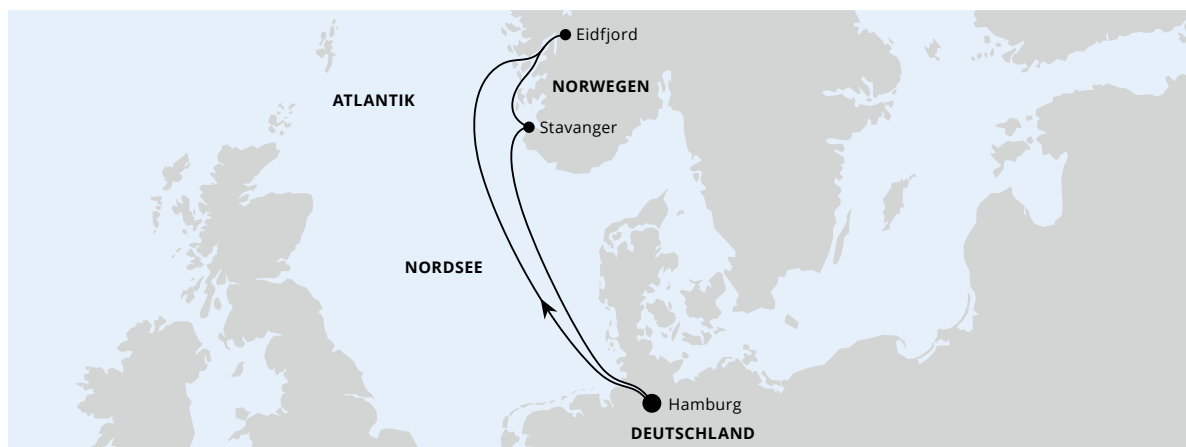 Eidfjord
NORWEGEN
ATLANTIK
Stavanger
NORDSEE
Hamburg
DEUTSCHLAND